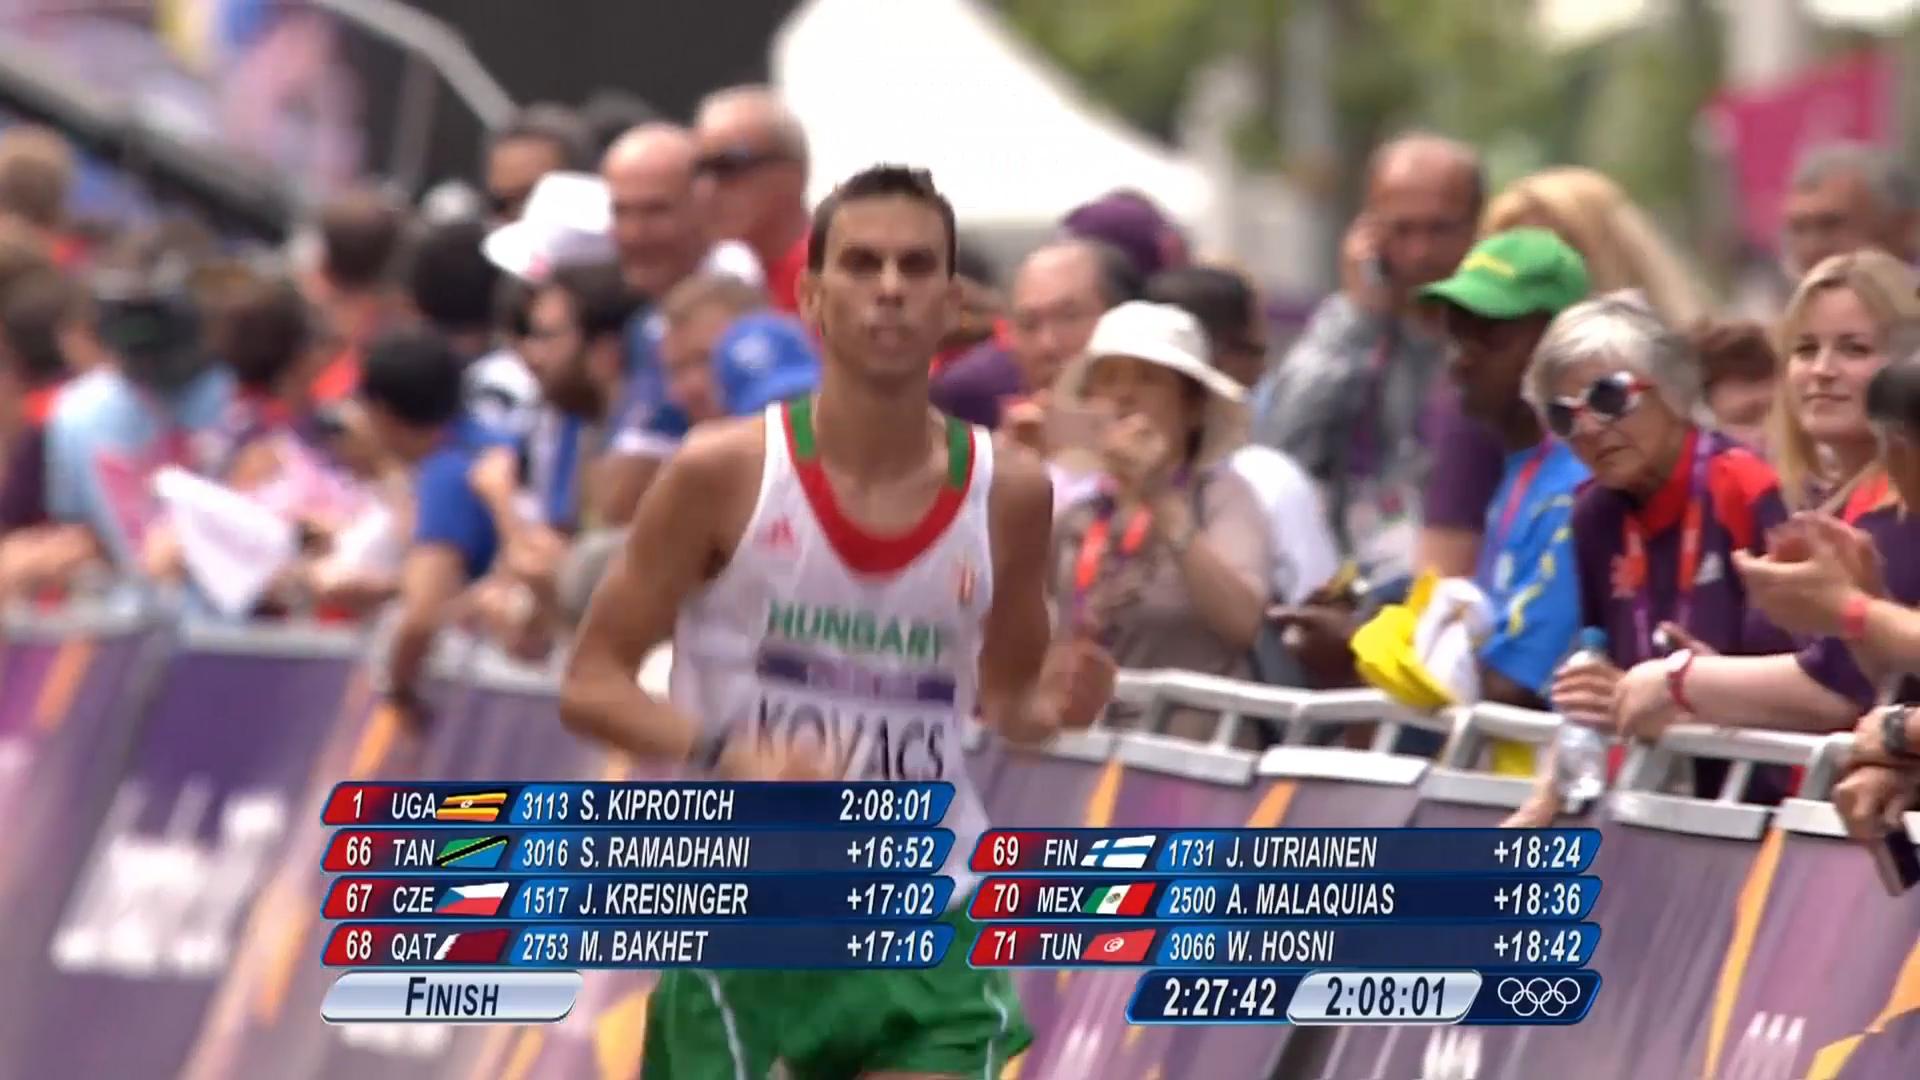 HUNGARY
KOVACS
1 UGA 3113 S. KIPROTICH 2:08:01
66 TAN 3016 S. RAMADHANI +16:52
67 CZE 1517 J. KREISINGER +17:02
68 QAT 2753 M. BAKHET +17:16
69 FIN 1731 J. UTRIAINEN +18:24
70 MEX 2500 A. MALAQUIAS +18:36
71 TUN 3066 W. HOSNI +18:42
FINISH
2:27:42 2:08:01